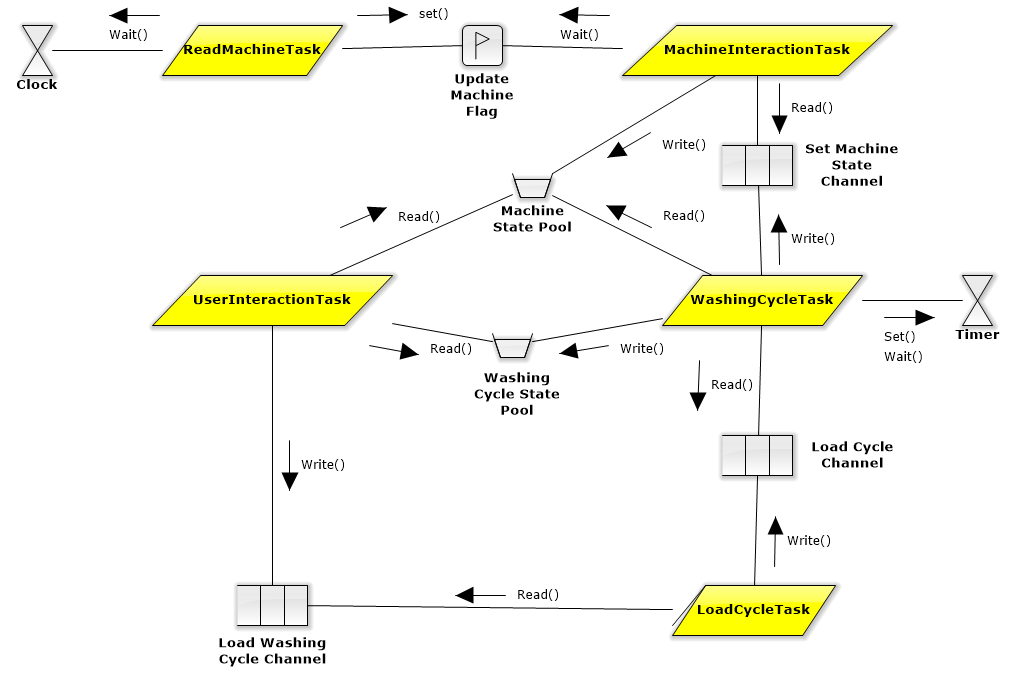 set()
Wait()
Wait()
ReadMachineTask
MachineInteractionTask
Clock
Update
Machine
Flag
Read()
Write()
Set Machine
State
Channel
Machine
State Pool
Read()
Read()
Write()
UserInteractionTask
WashingCycleTask
Timer
Set()
Wait()
Read()
Write()
Washing
Cycle State
Pool
Read()
Load Cycle
Channel
Write()
Write()
Read()
LoadCycleTask
Load Washing
Cycle Channel